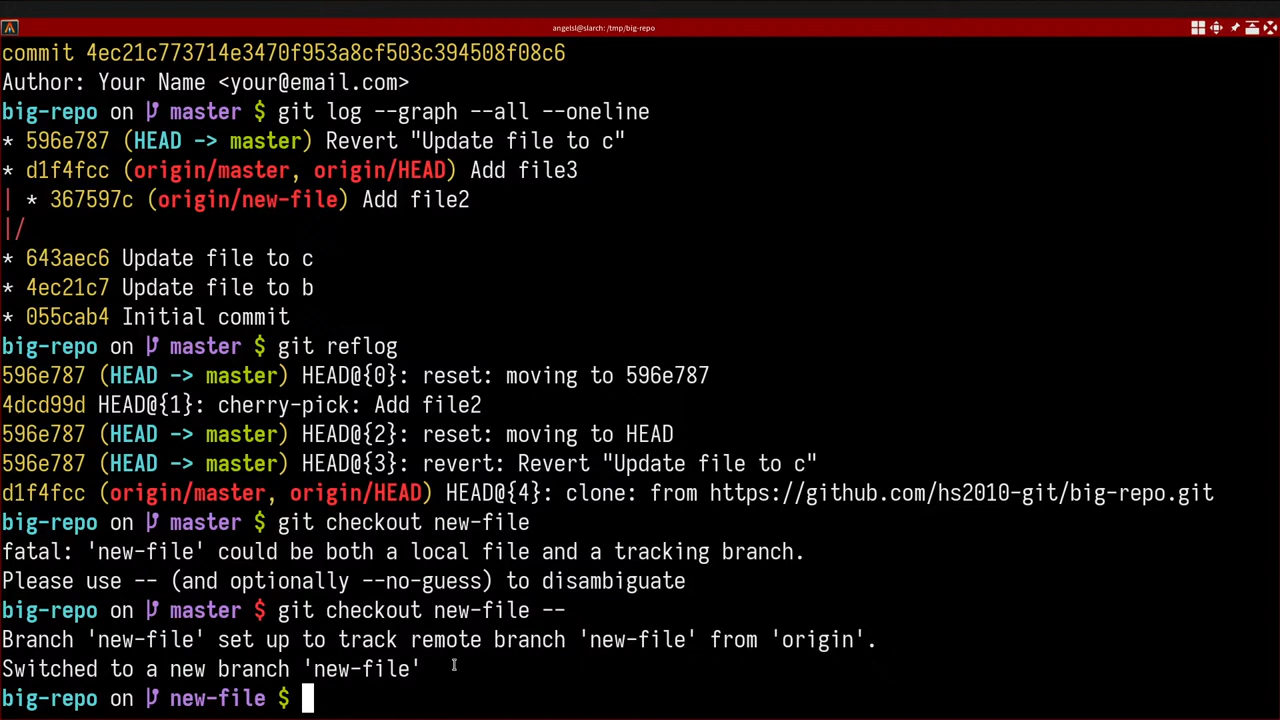 angelsl@slarch: /tmp/big-repo
commit 4ec21c773714e3470f953a8cf503c394508f08c6
Author: Your Name <your@email.com>
big-repo on master $ git log --graph --all --oneline
* 596e787 (HEAD -> master) Revert "Update file to c"
* d1f4fcc (origin/master, origin/HEAD) Add file3
| * 367597c (origin/new-file) Add file2
|/
* 643aec6 Update file to c
* 4ec21c7 Update file to b
* 055cab4 Initial commit
big-repo on master $ git reflog
596e787 (HEAD -> master) HEAD@{0}: reset: moving to 596e787
4dcd99d HEAD@{1}: cherry-pick: Add file2
596e787 (HEAD -> master) HEAD@{2}: reset: moving to HEAD
596e787 (HEAD -> master) HEAD@{3}: revert: Revert "Update file to c"
d1f4fcc (origin/master, origin/HEAD) HEAD@{4}: clone: from https://github.com/hs2010-git/big-repo.git
big-repo on master $ git checkout new-file
fatal: 'new-file' could be both a local file and a tracking branch.
Please use -- (and optionally --no-guess) to disambiguate
big-repo on master $ git checkout new-file --
Branch 'new-file' set up to track remote branch 'new-file' from 'origin'.
Switched to a new branch 'new-file'
big-repo on new-file $